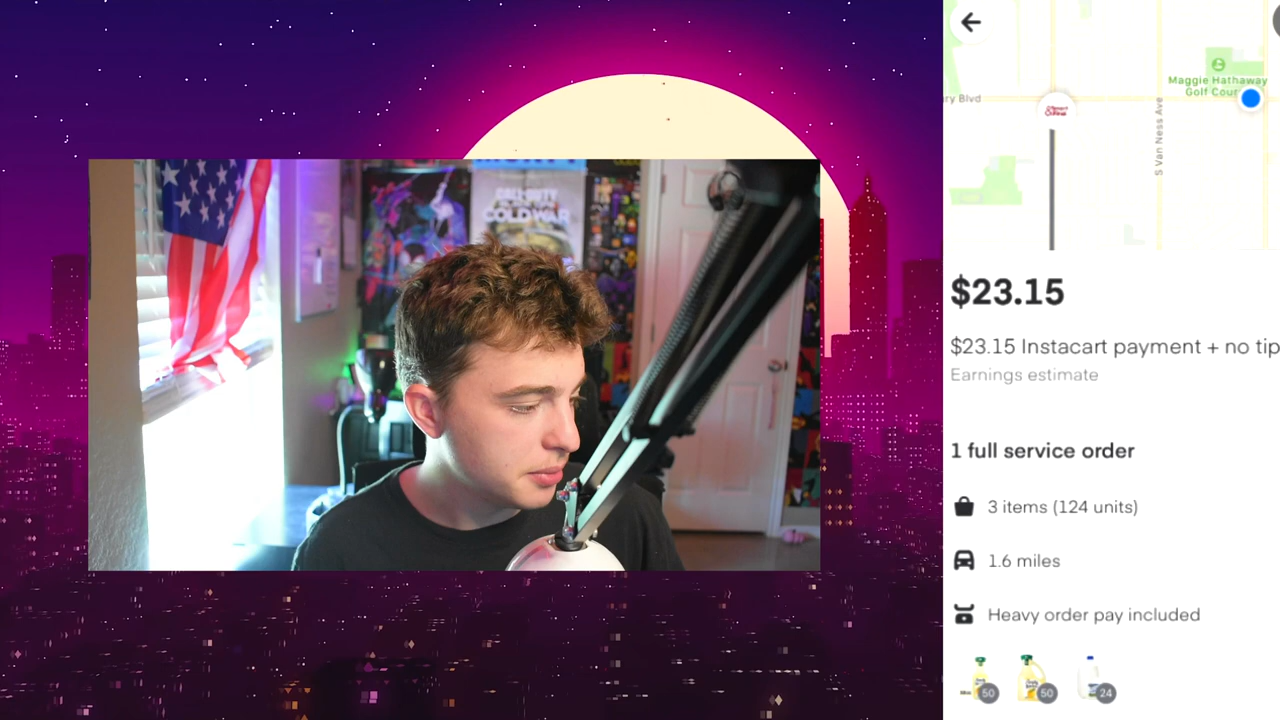 CALL OF DUTY
COLD WAR
Maggie Hathaway
Golf Cour
ry Blvd
S Van Ness Ave
$23.15
$23.15 Instacart payment + no tip
Earnings estimate
1 full service order
3 items (124 units)
1.6 miles
Heavy order pay included
50
50
24